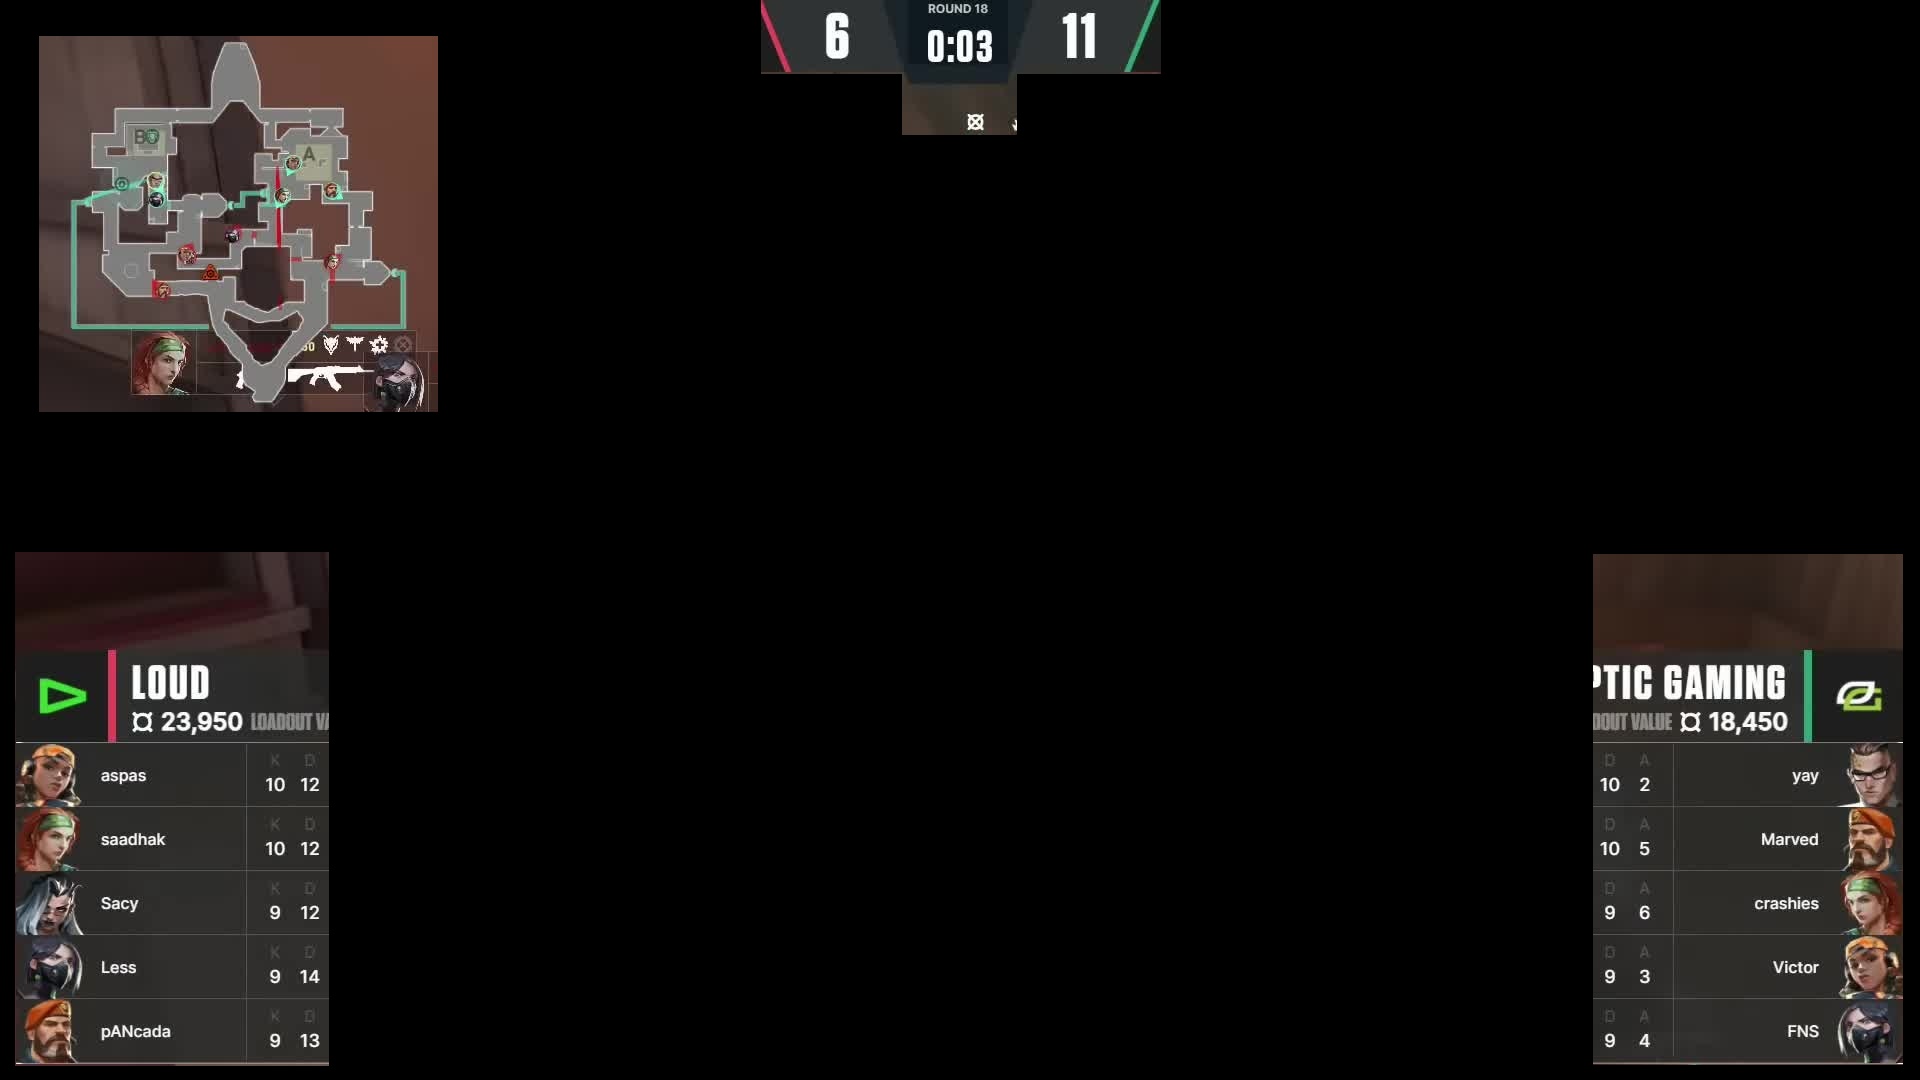 ROUND 18
6
0:03
11
B
A
LOUD
23,950 LOADOUT VA
K D
aspas 10 12
K D
saadhak 10 12
K D
Sacy 9 12
K D
Less 9 14
K D
pANcada 9 13
PTIC GAMING
DOUT VALUE 18,450
D A
10 2 yay
D A
10 5 Marved
D A
9 6 crashies
D A
9 3 Victor
D A
9 4 FNS